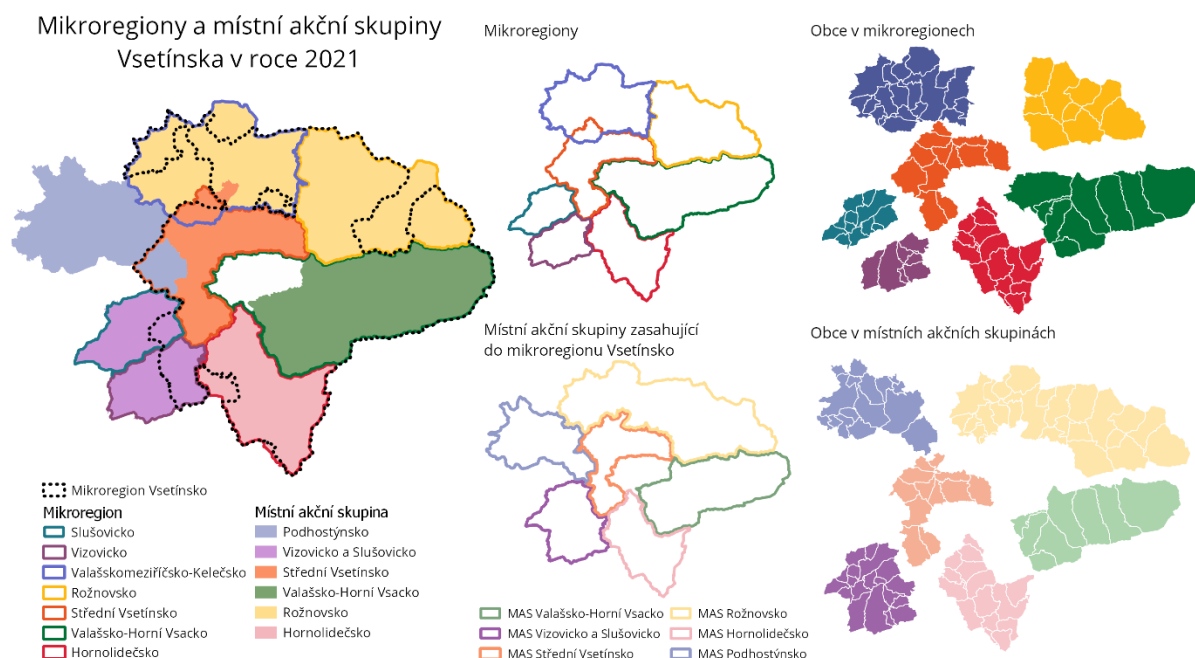 Mikroregiony a místní akční skupiny
Vsetínska v roce 2021
Mikroregiony
Obce v mikroregionech
Místní akční skupiny zasahující
do mikroregionu Vsetínsko
Obce v místních akčních skupinách
Mikroregion Vsetínsko
Mikroregion
Slušovicko
Vizovicko
Valašskomeziříčsko-Kelečsko
Rožnovsko
Střední Vsetínsko
Valašsko-Horní Vsacko
Hornolidečsko
Místní akční skupina
Podhostýnsko
Vizovicko a Slušovicko
Střední Vsetínsko
Valašsko-Horní Vsacko
Rožnovsko
Hornolidečsko
MAS Valašsko-Horní Vsacko
MAS Vizovicko a Slušovicko
MAS Střední Vsetínsko
MAS Rožnovsko
MAS Hornolidečsko
MAS Podhostýnsko